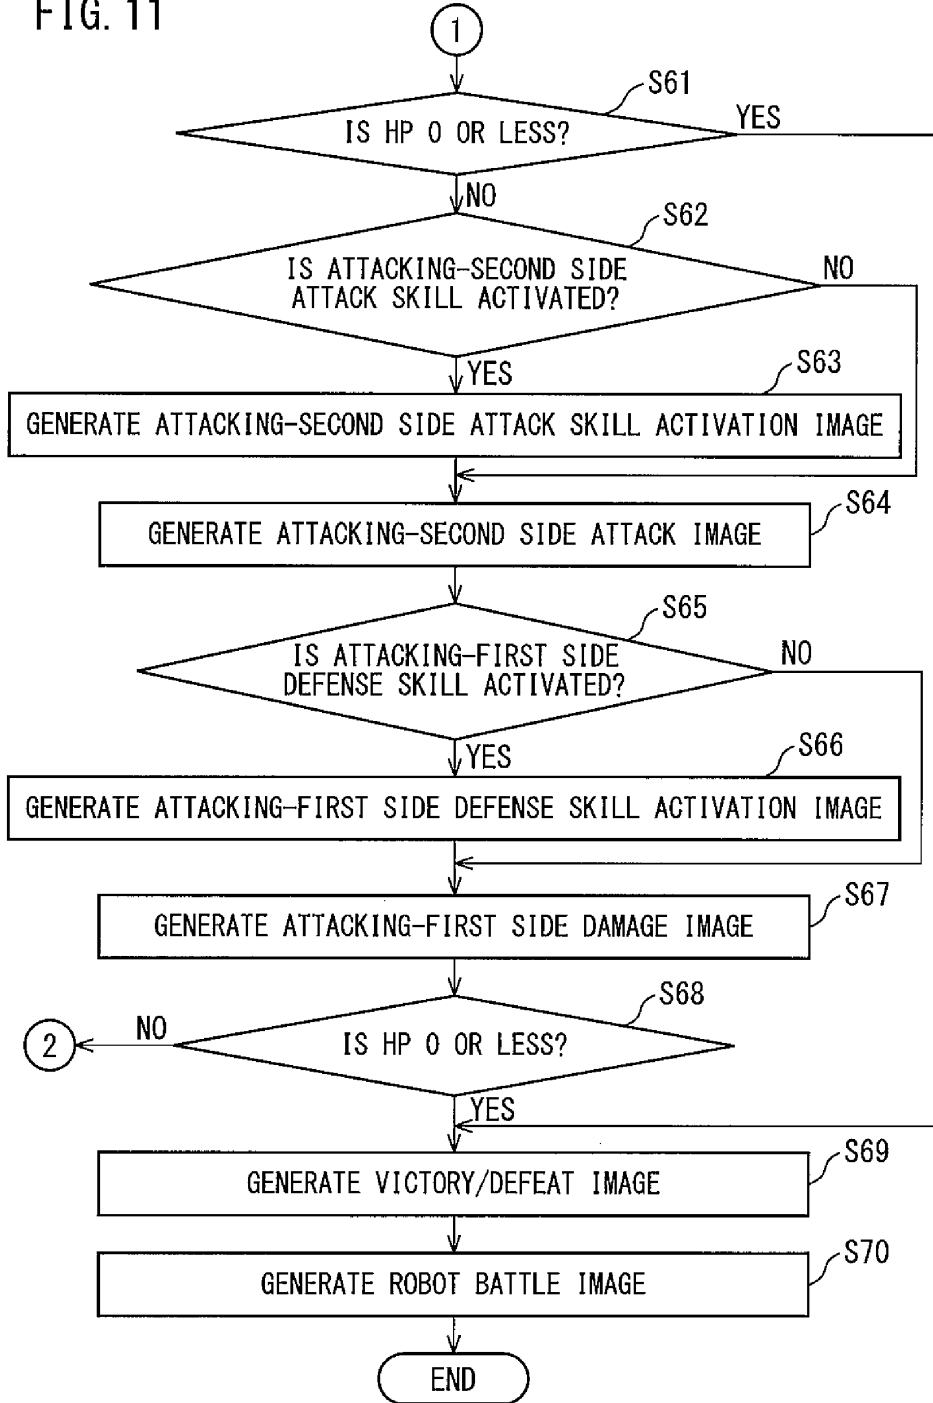 FIG. 11
1
S61
IS HP 0 OR LESS?
YES
NO
S62
IS ATTACKING-SECOND SIDE
ATTACK SKILL ACTIVATED?
NO
YES
S63
GENERATE ATTACKING-SECOND SIDE ATTACK SKILL ACTIVATION IMAGE
S64
GENERATE ATTACKING-SECOND SIDE ATTACK IMAGE
S65
IS ATTACKING-FIRST SIDE
DEFENSE SKILL ACTIVATED?
NO
YES
S66
GENERATE ATTACKING-FIRST SIDE DEFENSE SKILL ACTIVATION IMAGE
S67
GENERATE ATTACKING-FIRST SIDE DAMAGE IMAGE
S68
2
NO
IS HP 0 OR LESS?
YES
S69
GENERATE VICTORY/DEFEAT IMAGE
S70
GENERATE ROBOT BATTLE IMAGE
END